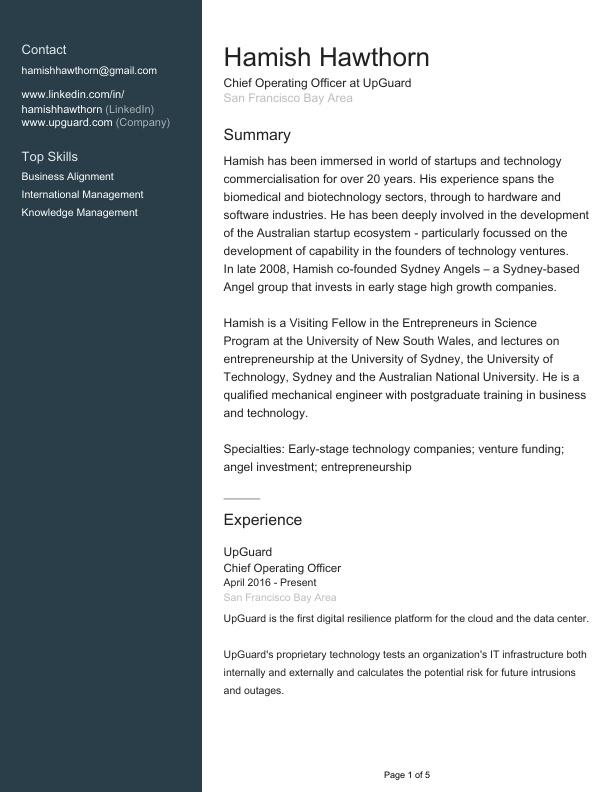 Contact
hamishhawthorn@gmail.com
www.linkedin.com/in/
hamishhawthorn (LinkedIn)
www.upguard.com (Company)
Top Skills
Business Alignment
International Management
Knowledge Management
Hamish Hawthorn
Chief Operating Officer at UpGuard
San Francisco Bay Area
Summary
Hamish has been immersed in world of startups and technology
commercialisation for over 20 years. His experience spans the
biomedical and biotechnology sectors, through to hardware and
software industries. He has been deeply involved in the development
of the Australian startup ecosystem - particularly focussed on the
development of capability in the founders of technology ventures.
In late 2008, Hamish co-founded Sydney Angels – a Sydney-based
Angel group that invests in early stage high growth companies.
Hamish is a Visiting Fellow in the Entrepreneurs in Science
Program at the University of New South Wales, and lectures on
entrepreneurship at the University of Sydney, the University of
Technology, Sydney and the Australian National University. He is a
qualified mechanical engineer with postgraduate training in business
and technology.
Specialties: Early-stage technology companies; venture funding;
angel investment; entrepreneurship
Experience
UpGuard
Chief Operating Officer
April 2016 - Present
San Francisco Bay Area
UpGuard is the first digital resilience platform for the cloud and the data center.
UpGuard's proprietary technology tests an organization's IT infrastructure both
internally and externally and calculates the potential risk for future intrusions
and outages.
Page 1 of 5